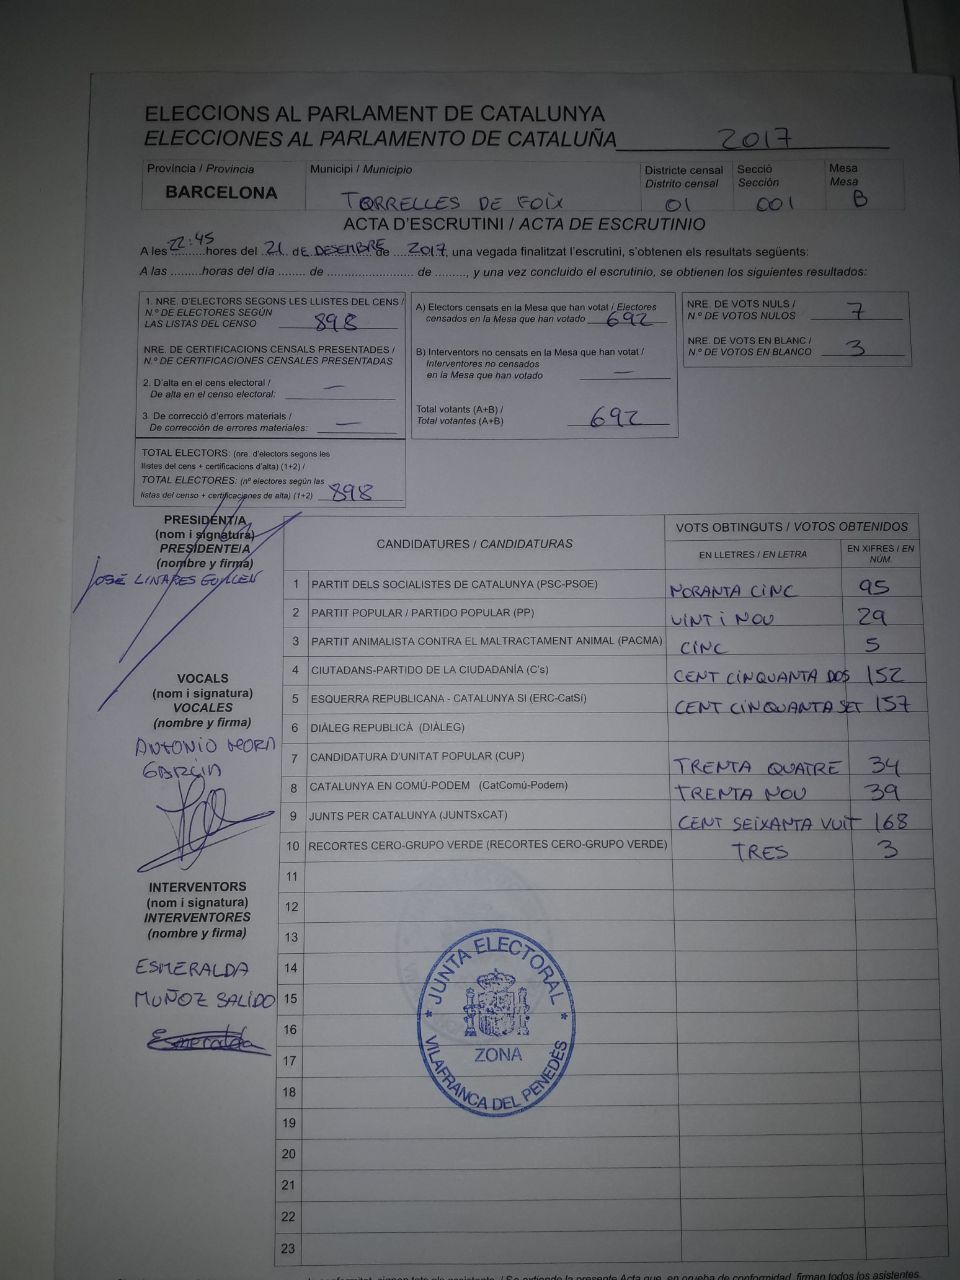 ELECCIONS AL PARLAMENT DE CATALUNYA
ELECCIONES AL PARLAMENTO DE CATALUÑA 2017
Província / Provincia
BARCELONA
Municipi / Municipio
TORRELLES DE FOIX
Districte censal
Distrito censal
01
Secció
Sección
001
Mesa
Mesa
B
ACTA D'ESCRUTINI / ACTA DE ESCRUTINIO
A les 22:45 hores del 21 de DESEMBRE de 2017, una vegada finalitzat l'escrutini, s'obtenen els resultats següents:
A las .........horas del día ........ de ........................ de ........, y una vez concluido el escrutinio, se obtienen los siguientes resultados:
1. NRE. D'ELECTORS SEGONS LES LLISTES DEL CENS /
N.º DE ELECTORES SEGÚN
LAS LISTAS DEL CENSO 898
NRE. DE CERTIFICACIONS CENSALS PRESENTADES /
N.º DE CERTIFICACIONES CENSALES PRESENTADAS
2. D'alta en el cens electoral /
De alta en el censo electoral: —
3. De correcció d'errors materials /
De corrección de errores materiales: —
TOTAL ELECTORS: (nre. d'electors segons les
llistes del cens + certificacions d'alta) (1+2) /
TOTAL ELECTORES: (nº electores según las
listas del censo + certificaciones de alta) (1+2) 898
A) Electors censats en la Mesa que han votat / Electores
censados en la Mesa que han votado 692
B) Interventors no censats en la Mesa que han votat /
Interventores no censados
en la Mesa que han votado —
Total votants (A+B) /
Total votantes (A+B) 692
NRE. DE VOTS NULS /
N.º DE VOTOS NULOS 7
NRE. DE VOTS EN BLANC /
N.º DE VOTOS EN BLANCO 3
PRESIDENT/A
(nom i signatura)
PRESIDENTE/A
(nombre y firma)
JOSÉ LINARES GUILLEN
VOCALS
(nom i signatura)
VOCALES
(nombre y firma)
ANTONIO MORA
GARCIA
INTERVENTORS
(nom i signatura)
INTERVENTORES
(nombre y firma)
ESMERALDA
MUÑOZ SALIDO
Esmeralda
CANDIDATURES / CANDIDATURAS
VOTS OBTINGUTS / VOTOS OBTENIDOS
EN LLETRES / EN LETRA
EN XIFRES / EN
NÚM.
1 PARTIT DELS SOCIALISTES DE CATALUNYA (PSC-PSOE) NORANTA CINC 95
2 PARTIT POPULAR / PARTIDO POPULAR (PP) VINT I NOU 29
3 PARTIT ANIMALISTA CONTRA EL MALTRACTAMENT ANIMAL (PACMA) CINC 5
4 CIUTADANS-PARTIDO DE LA CIUDADANÍA (C's) CENT CINQUANTA DOS 152
5 ESQUERRA REPUBLICANA - CATALUNYA SI (ERC-CatSí) CENT CINQUANTA SET 157
6 DIÀLEG REPUBLICÀ (DIÀLEG)
7 CANDIDATURA D'UNITAT POPULAR (CUP) TRENTA QUATRE 34
8 CATALUNYA EN COMÚ-PODEM (CatComú-Podem) TRENTA NOU 39
9 JUNTS PER CATALUNYA (JUNTSxCAT) CENT SEIXANTA VUIT 168
10 RECORTES CERO-GRUPO VERDE (RECORTES CERO-GRUPO VERDE) TRES 3
11
12
13
14
15
16
17
18
19
20
21
22
23
* JUNTA ELECTORAL *
ZONA
VILAFRANCA DEL PENEDÈS
conformitat, signen tots els assistents. / Se extiende la presente Acta que, en prueba de conformidad, firman todos los asistentes.